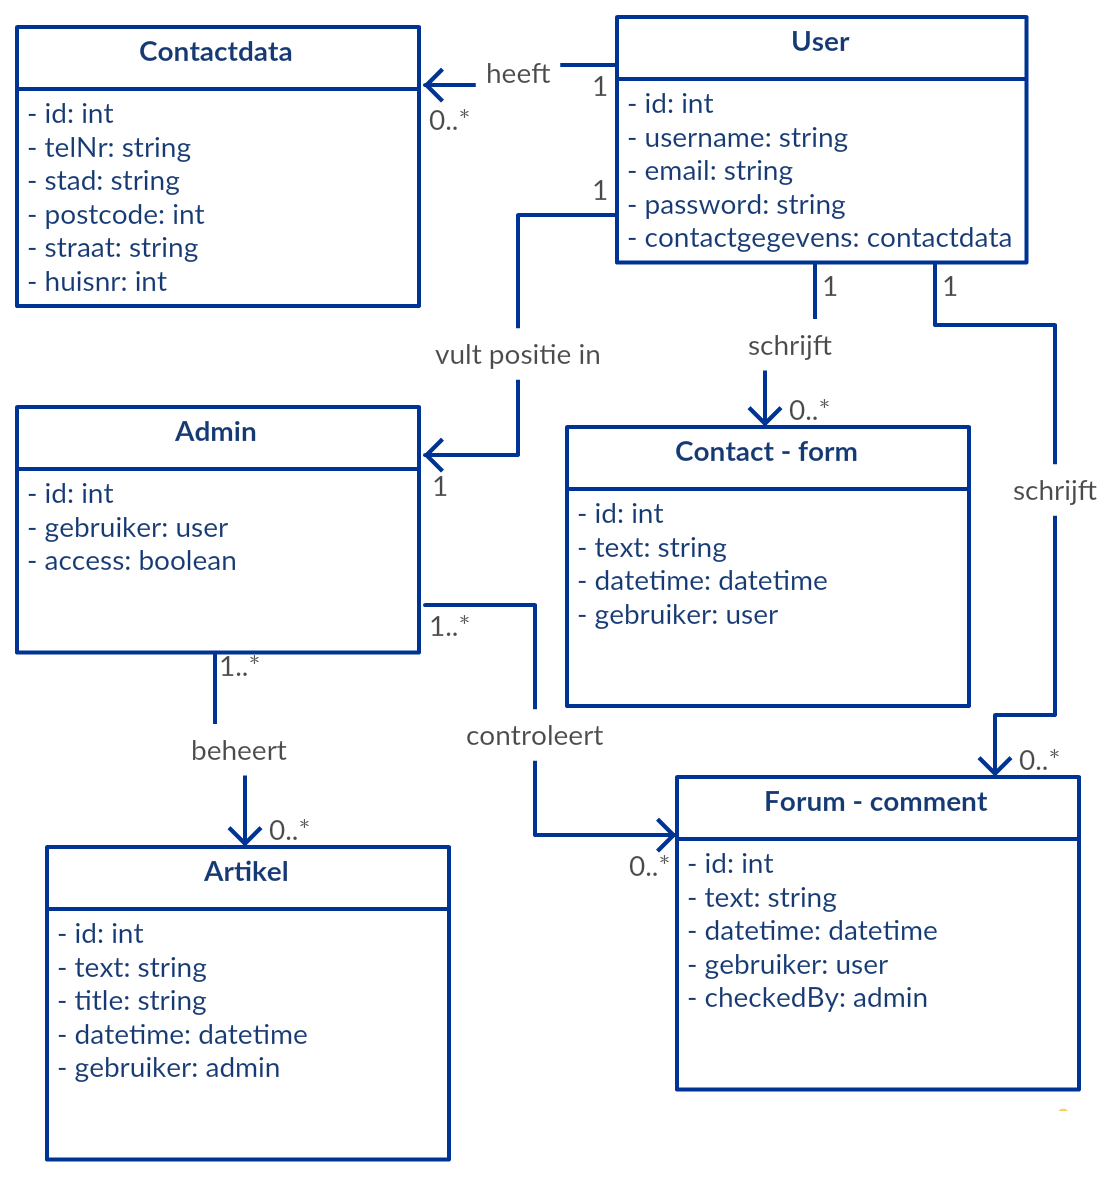 Contactdata
- id: int
- telNr: string
- stad: string
- postcode: int
- straat: string
- huisnr: int
heeft
1
0..*
User
- id: int
- username: string
- email: string
- password: string
- contactgegevens: contactdata
1
vult positie in
1
1
schrijft
0..*
1
schrijft
0..*
Admin
- id: int
- gebruiker: user
- access: boolean
Contact - form
- id: int
- text: string
- datetime: datetime
- gebruiker: user
1..*
controleert
0..*
1..*
beheert
0..*
Artikel
- id: int
- text: string
- title: string
- datetime: datetime
- gebruiker: admin
Forum - comment
- id: int
- text: string
- datetime: datetime
- gebruiker: user
- checkedBy: admin